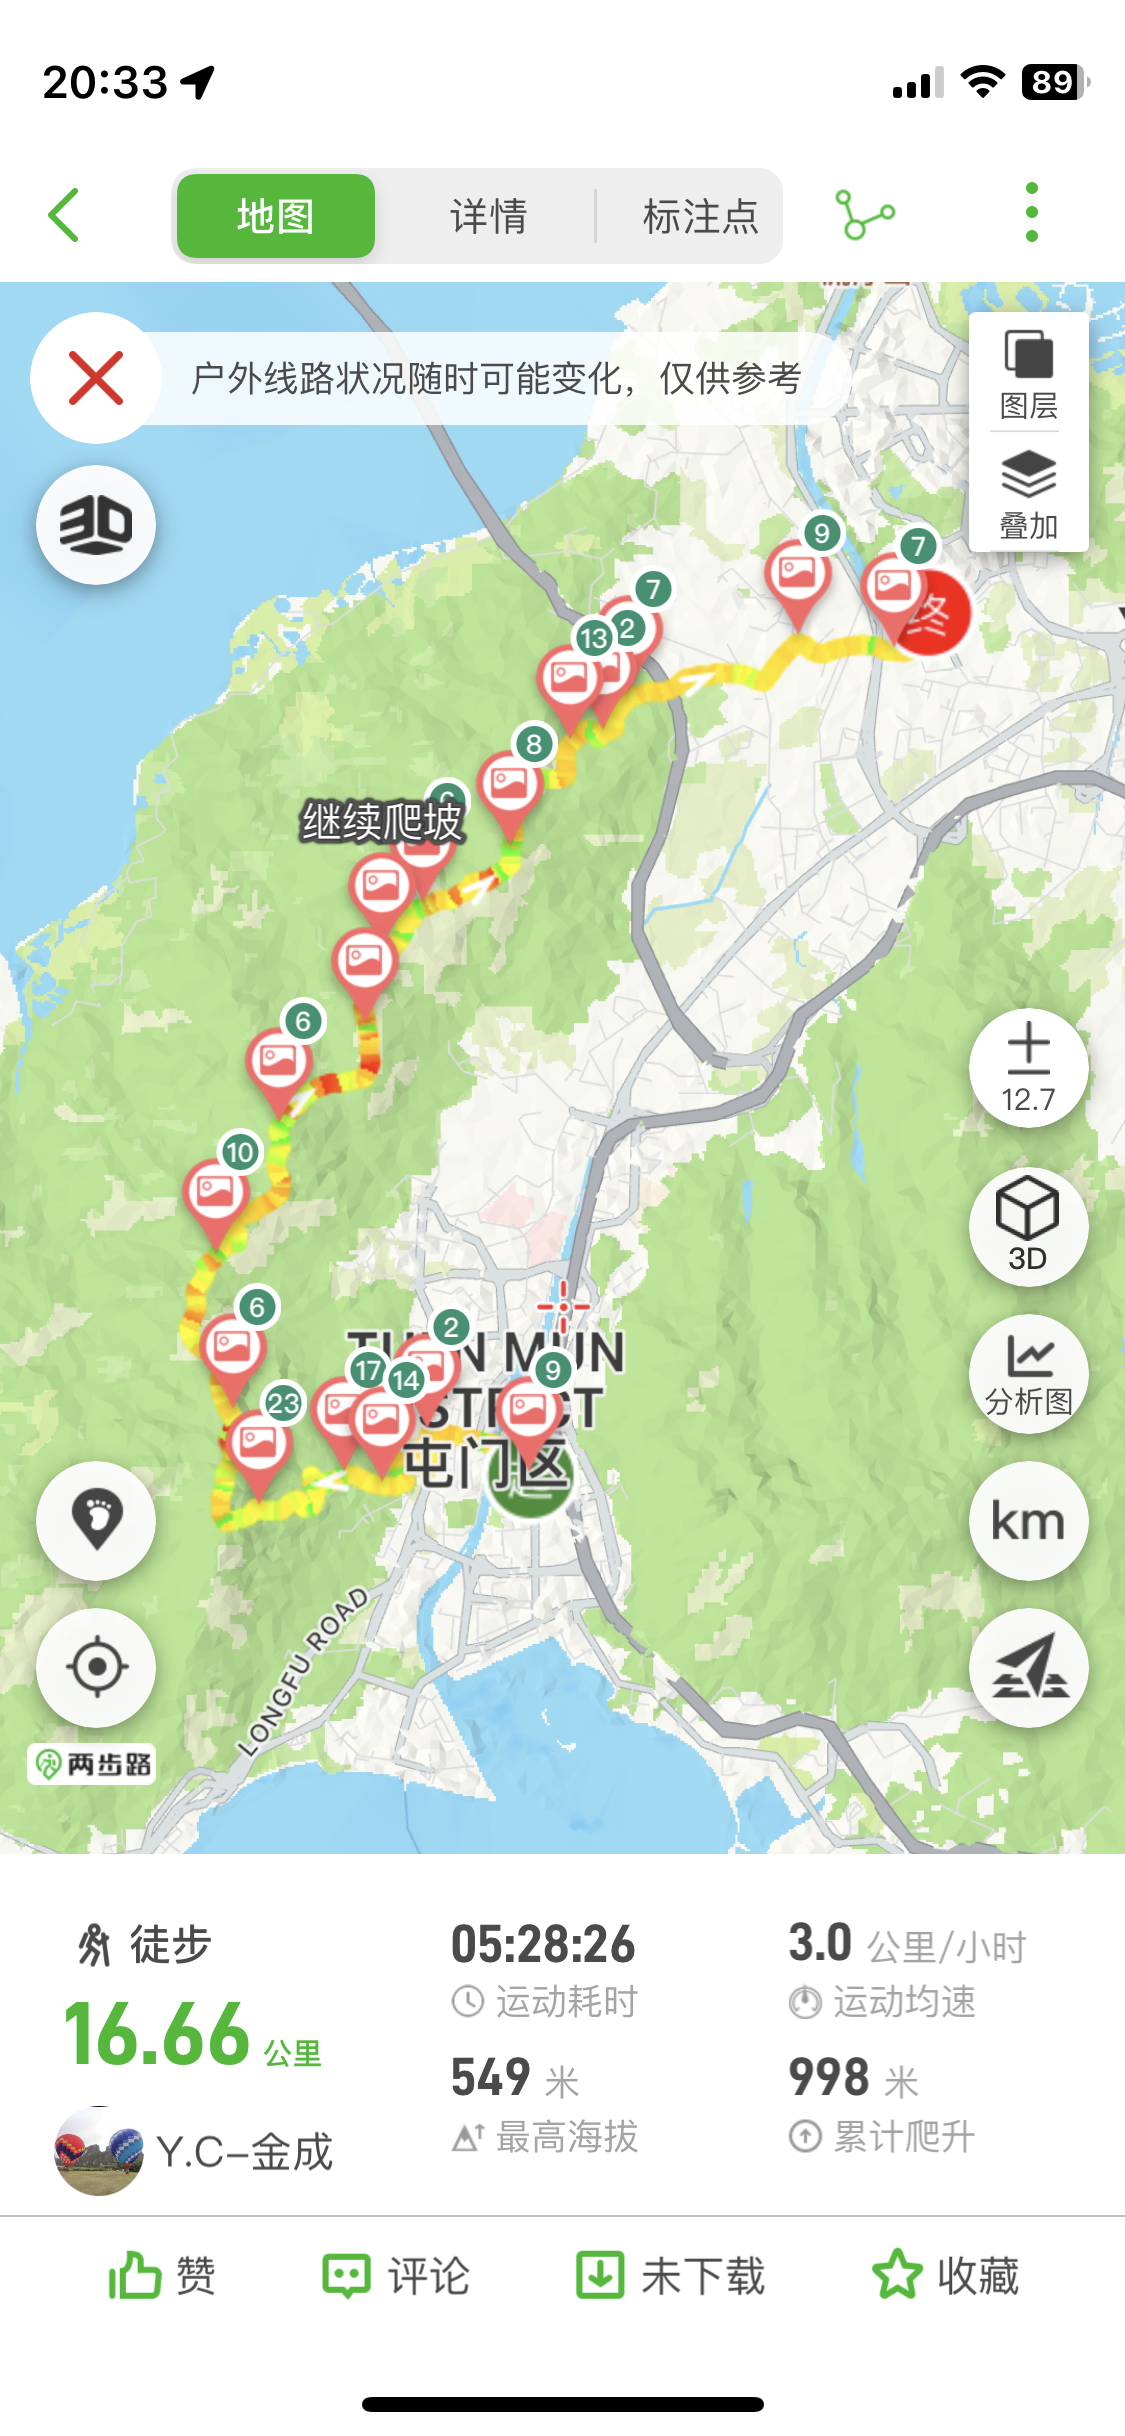 20:33
89
地图
详情
标注点
户外线路状况随时可能变化，仅供参考
图层
叠加
3D
9
7
终
7
2
13
8
继续爬坡
6
10
12.7
3D
6
2
TUEN MUN
17
14
9
分析图
23
屯门区
km
LONGFU ROAD
两步路
徒步
05:28:26
3.0 公里/小时
运动耗时
运动均速
16.66 公里
549 米
998 米
最高海拔
累计爬升
Y.C-金成
赞
评论
未下载
收藏